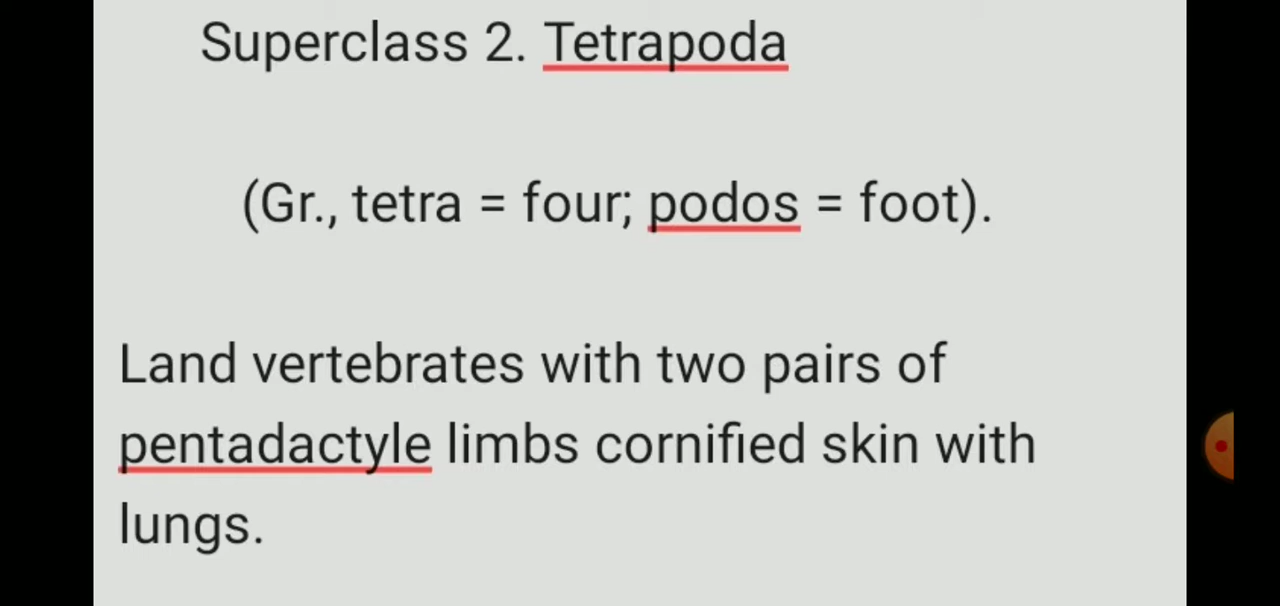 Superclass 2. Tetrapoda
(Gr., tetra = four; podos = foot).
Land vertebrates with two pairs of
pentadactyle limbs cornified skin with
lungs.